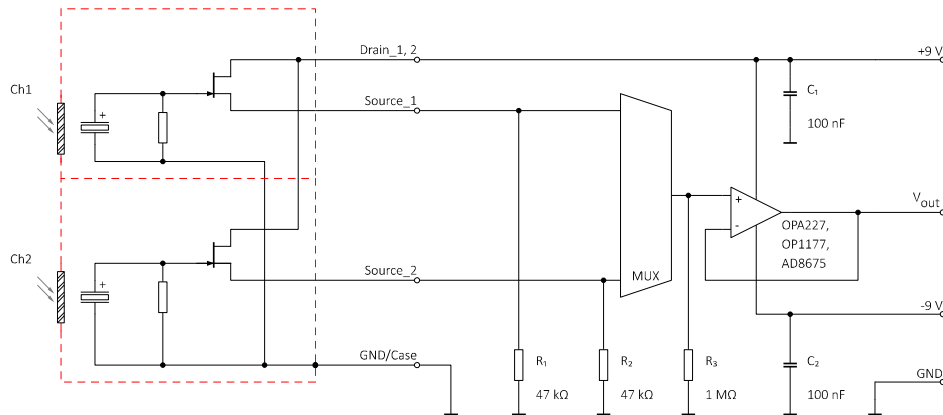 Drain_1, 2
+9 V
Ch1
+
Source_1
C₁
100 nF
+
-
Vout
OPA227,
OP1177,
AD8675
Ch2
+
Source_2
MUX
-9 V
GND/Case
R₁
47 kΩ
R₂
47 kΩ
R₃
1 MΩ
C₂
100 nF
GND